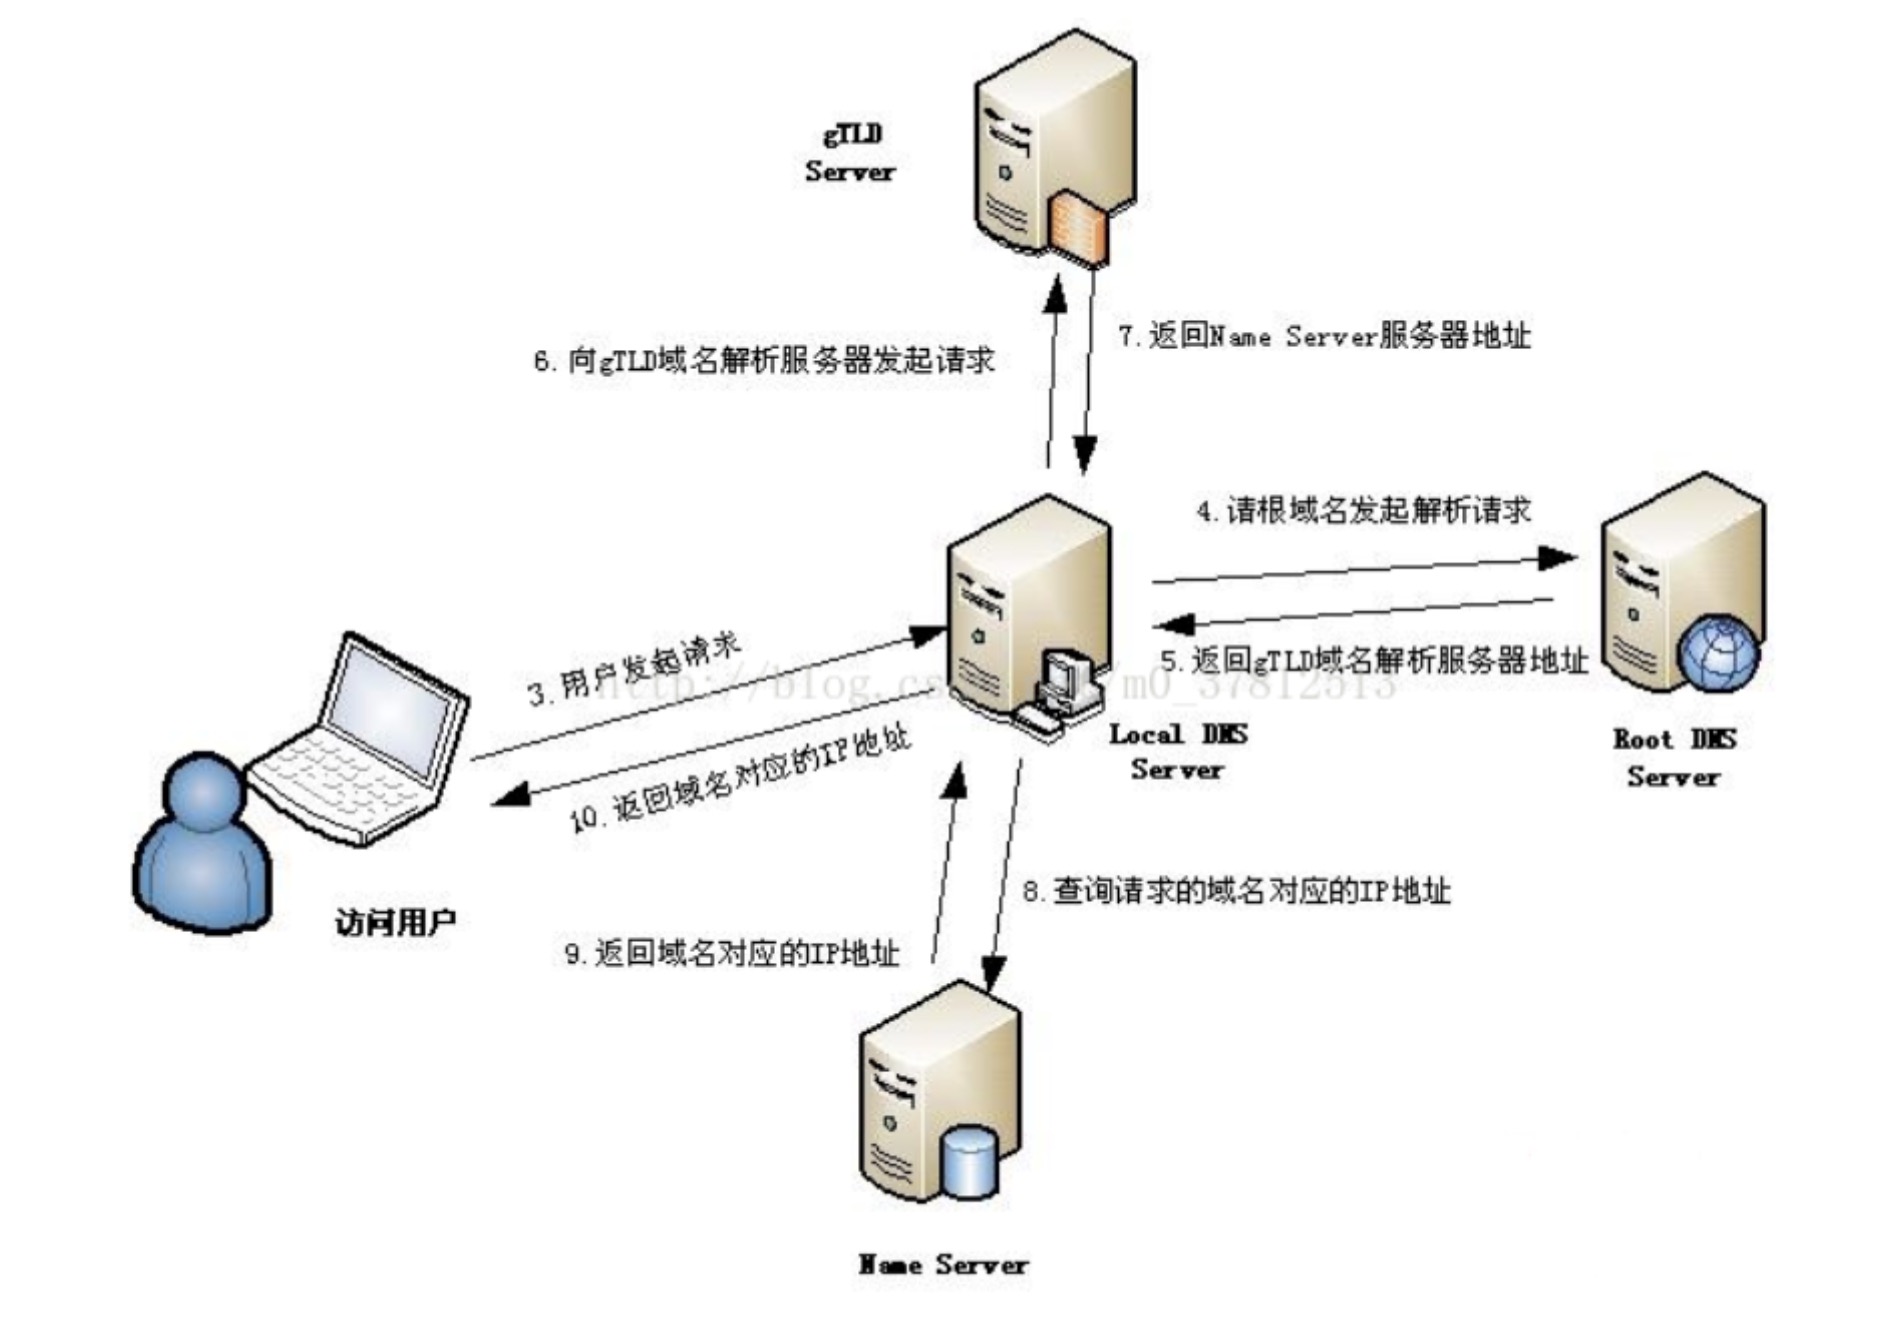 gTLD
Server
7.返回Name Server服务器地址
6.向gTLD域名解析服务器发起请求
4.请根域名发起解析请求
3.用户发起请求
5.返回gTLD域名解析服务器地址
http://blog.cs /m0_37812513
Local DNS
Server
Root DNS
Server
10.返回域名对应的IP地址
8.查询请求的域名对应的IP地址
访问用户
9.返回域名对应的IP地址
Name Server